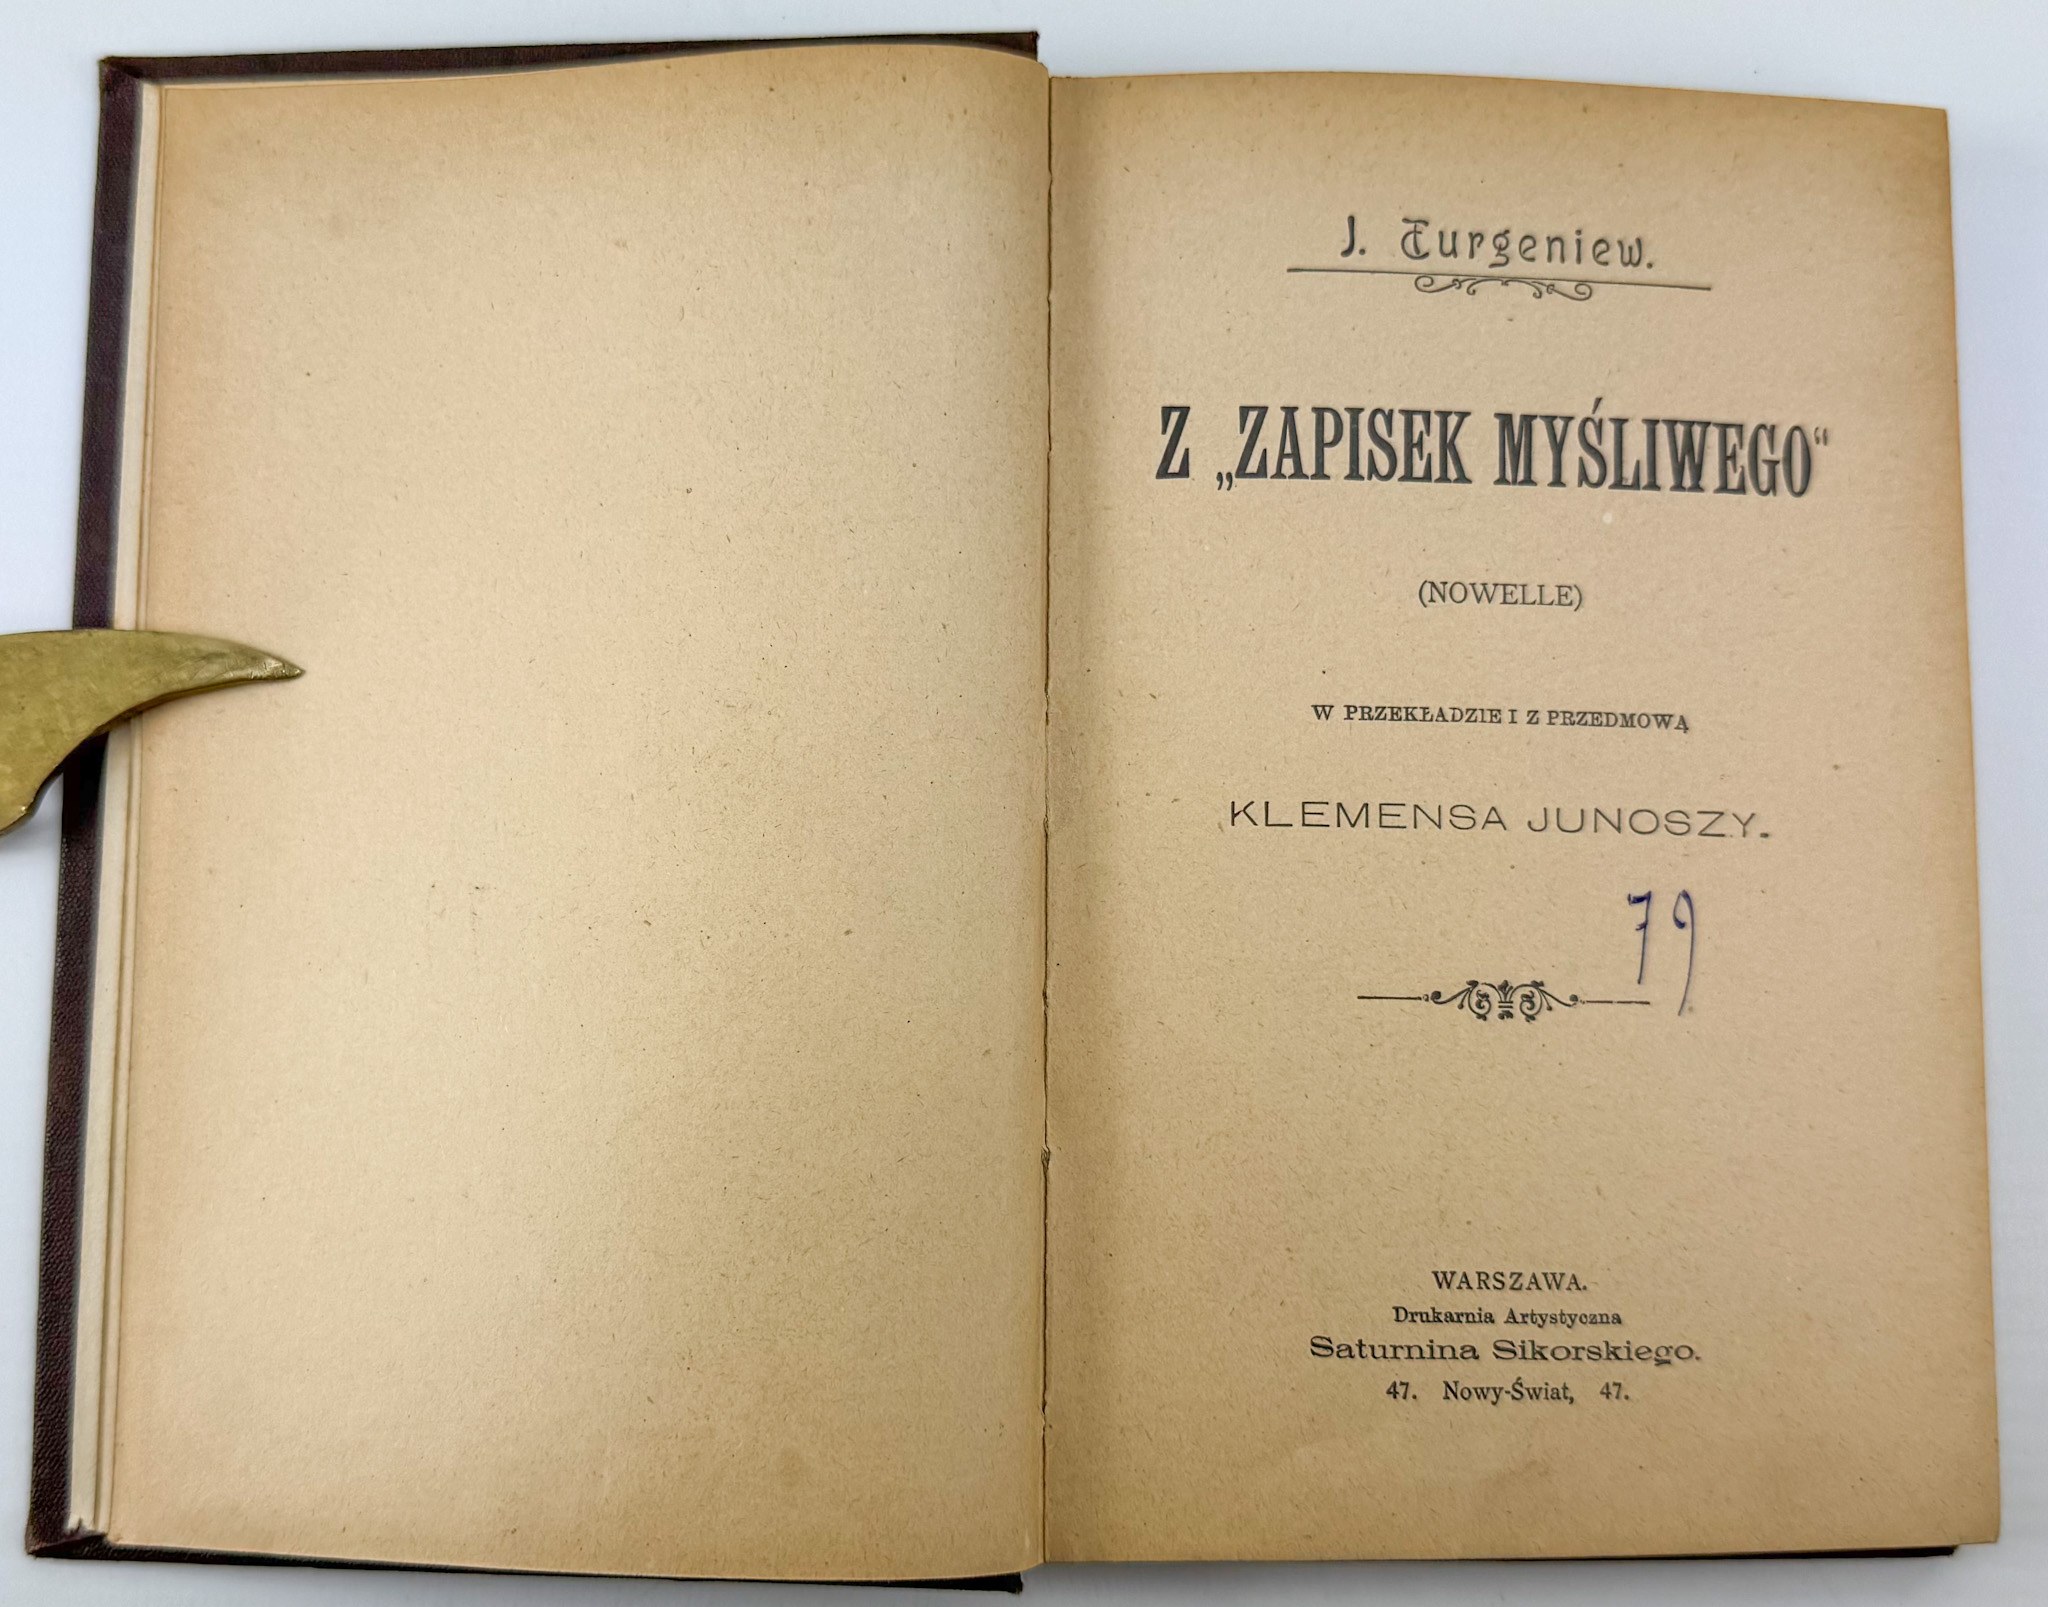 J. Turgeniew.
Z „ZAPISEK MYŚLIWEGO“
(NOWELLE)
W PRZEKŁADZIE I Z PRZEDMOWĄ
KLEMENSA JUNOSZY.
79
WARSZAWA.
Drukarnia Artystyczna
Saturnina Sikorskiego.
47. Nowy-Świat, 47.